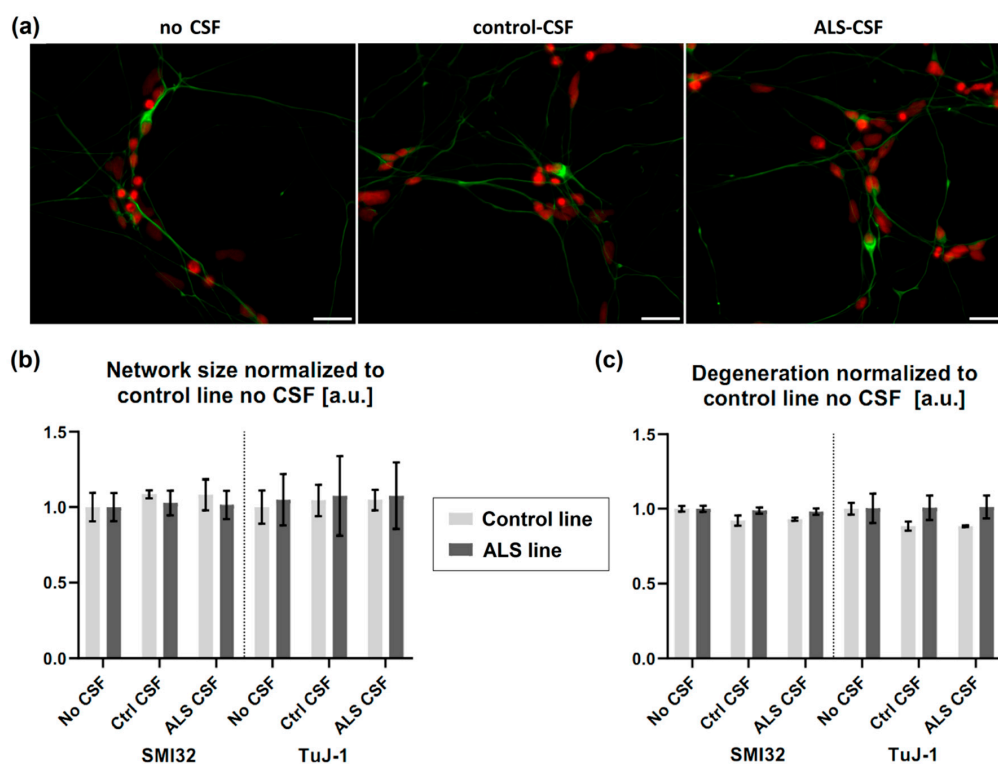 (a)
no CSF
control-CSF
ALS-CSF
(b)
Network size normalized to
control line no CSF [a.u.]
1.5
1.0
0.5
0.0
No CSF
Ctrl CSF
ALS CSF
No CSF
Ctrl CSF
ALS CSF
SMI32
TuJ-1
Control line
ALS line
(c)
Degeneration normalized to
control line no CSF [a.u.]
1.5
1.0
0.5
0.0
No CSF
Ctrl CSF
ALS CSF
No CSF
Ctrl CSF
ALS CSF
SMI32
TuJ-1